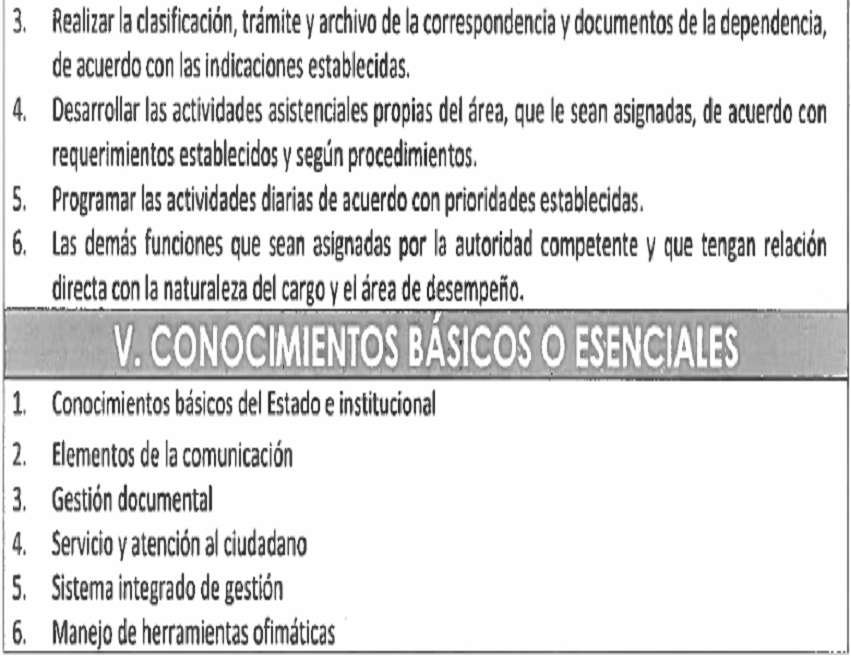 3. Realizar la clasificación, trámite y archivo de la correspondencia y documentos de la dependencia,
de acuerdo con las indicaciones establecidas.
4. Desarrollar las actividades asistenciales propias del área, que le sean asignadas, de acuerdo con
requerimientos establecidos y según procedimientos.
5. Programar las actividades diarias de acuerdo con prioridades establecidas.
6. Las demás funciones que sean asignadas por la autoridad competente y que tengan relación
directa con la naturaleza del cargo y el área de desempeño.
V. CONOCIMIENTOS BÁSICOS O ESENCIALES
1. Conocimientos básicos del Estado e institucional
2. Elementos de la comunicación
3. Gestión documental
4. Servicio y atención al ciudadano
5. Sistema integrado de gestión
6. Manejo de herramientas ofimáticas